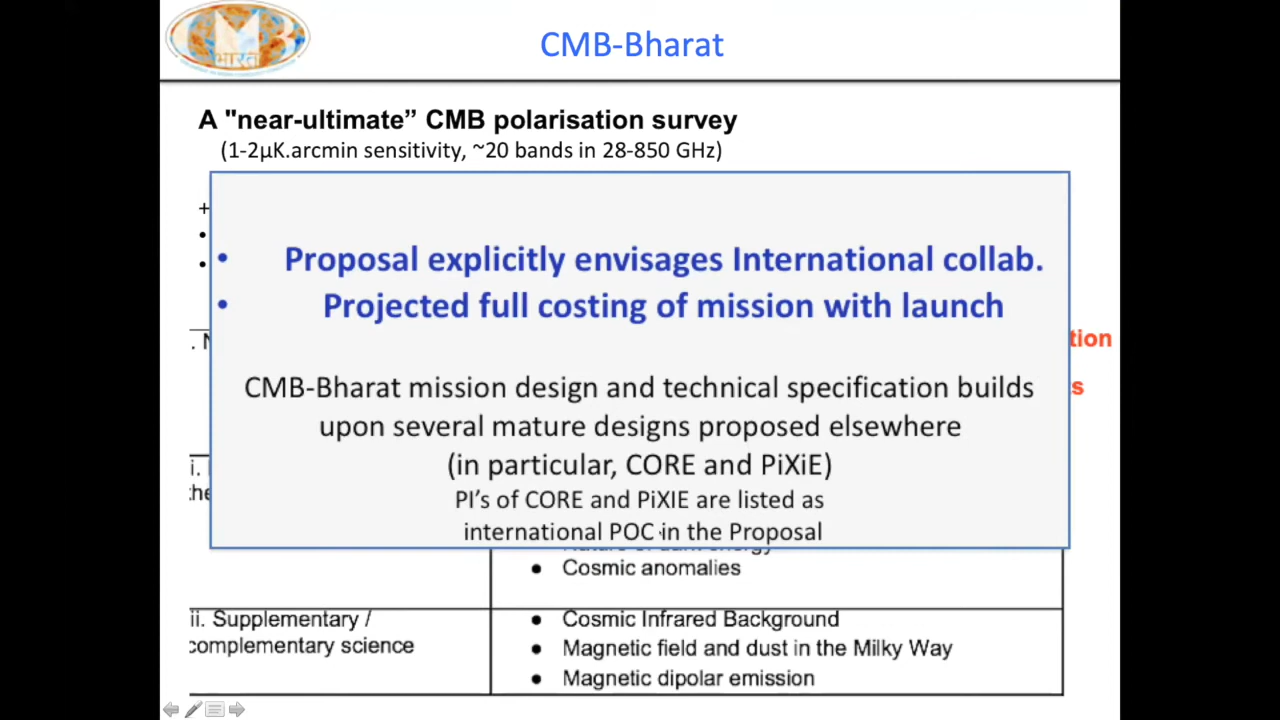 CMB
भारत
CMB-Bharat
A "near-ultimate” CMB polarisation survey
(1-2µK.arcmin sensitivity, ~20 bands in 28-850 GHz)
+
• Proposal explicitly envisages International collab.
• Projected full costing of mission with launch
CMB-Bharat mission design and technical specification builds
upon several mature designs proposed elsewhere
(in particular, CORE and PiXiE)
PI’s of CORE and PiXIE are listed as
international POC in the Proposal
• Cosmic anomalies
ii. Supplementary /
complementary science
• Cosmic Infrared Background
• Magnetic field and dust in the Milky Way
• Magnetic dipolar emission